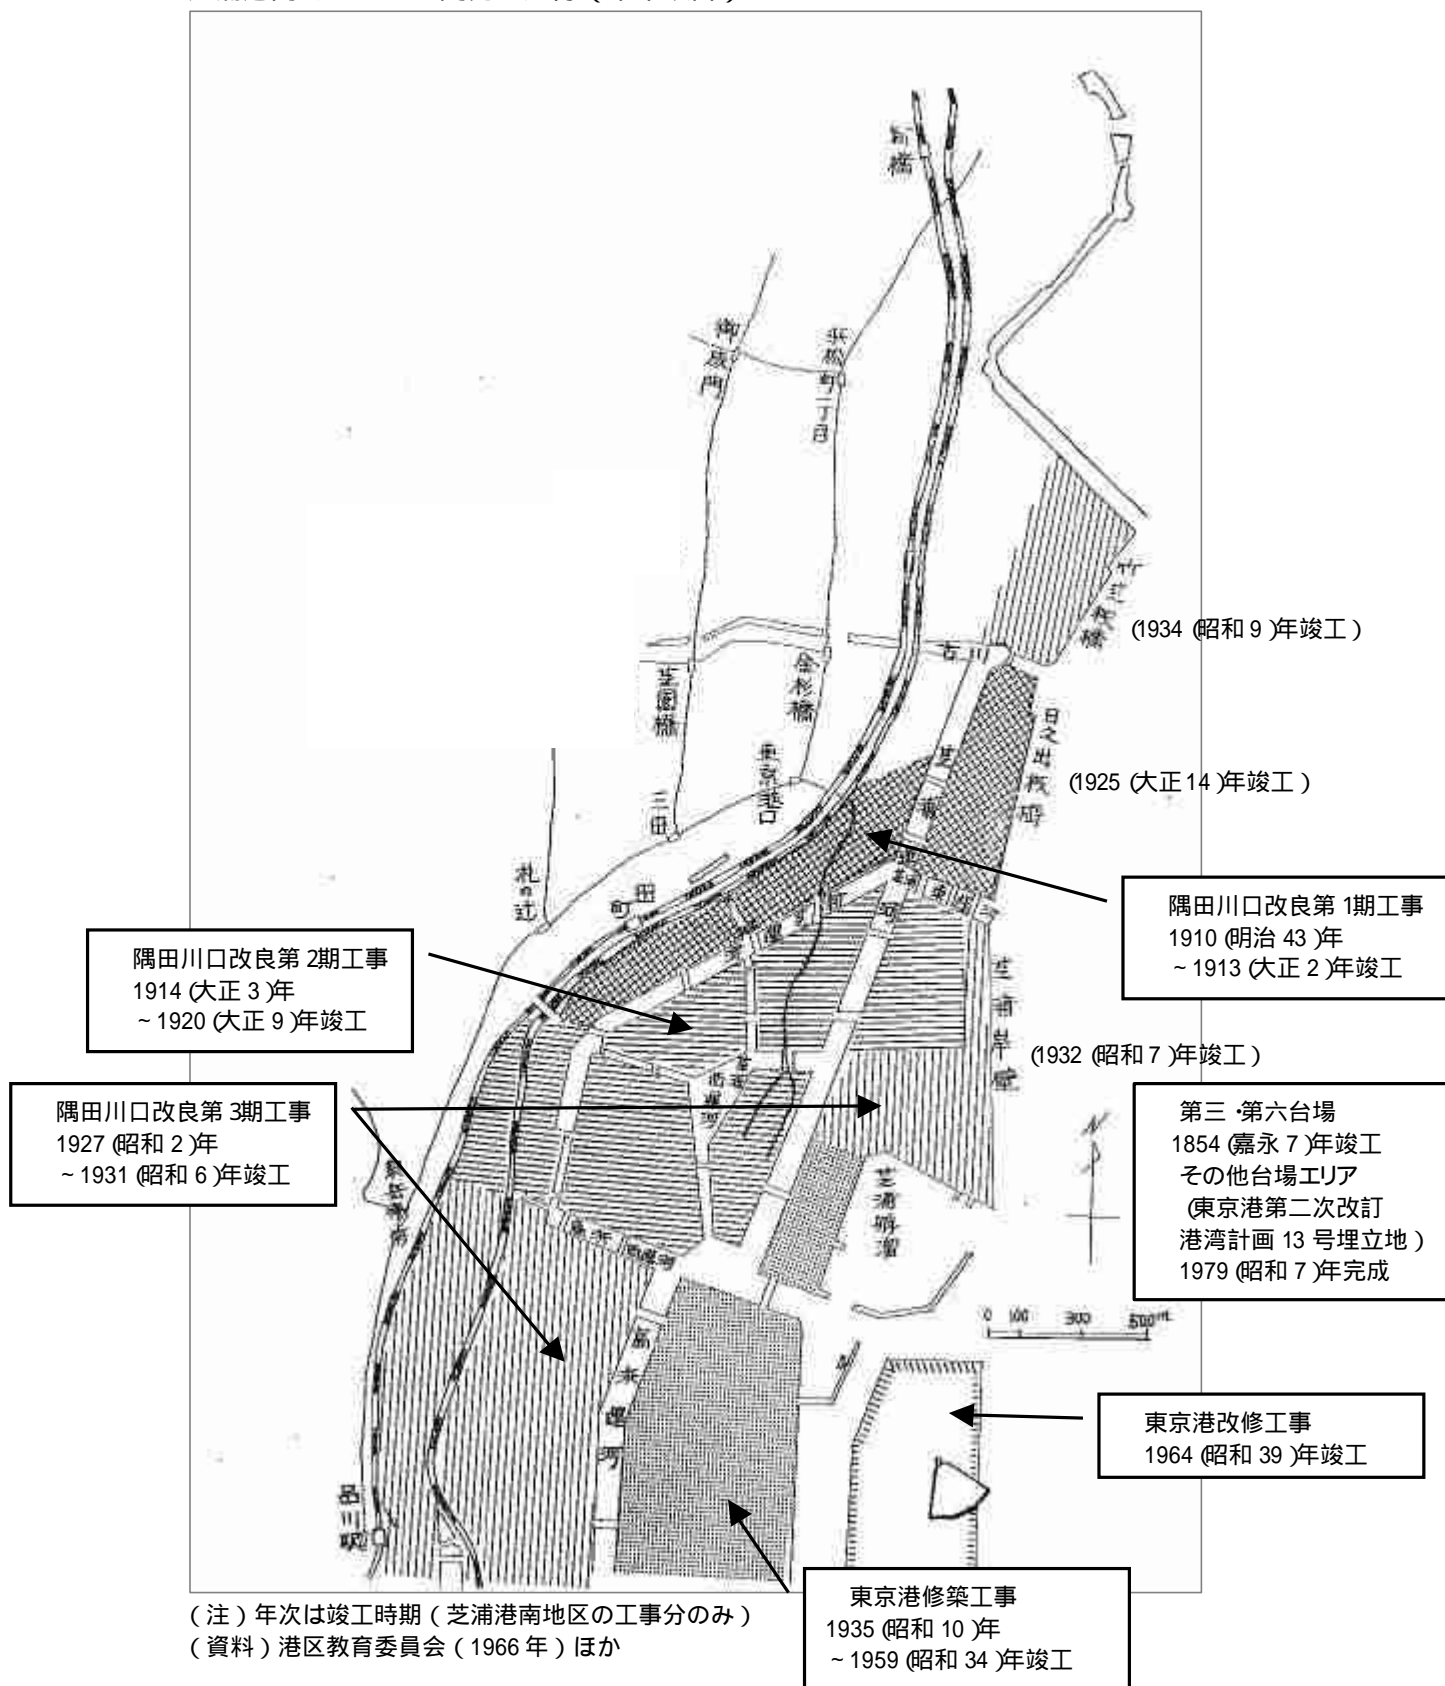 新橋
御成門
浜松町一丁目
竹芝桟橋
(1934 (昭和 9 )年竣工 )
古川
芝園橋
金杉橋
日之出桟橋
(1925 (大正 14 )年竣工 )
三田
札の辻
田町
隅田川口改良第 1期工事
1910 (明治 43 )年
~ 1913 (大正 2 )年竣工
隅田川口改良第 2期工事
1914 (大正 3 )年
~ 1920 (大正 9 )年竣工
芝浦岸壁
(1932 (昭和 7 )年竣工 )
隅田川口改良第 3期工事
1927 (昭和 2 )年
~ 1931 (昭和 6 )年竣工
第三 ・第六台場
1854 (嘉永 7 )年竣工
その他台場エリア
(東京港第二次改訂
港湾計画 13 号埋立地 )
1979 (昭和 7 )年完成
N
0 100 300 500m
高浜運河
東京港改修工事
1964 (昭和 39 )年竣工
東京港修築工事
1935 (昭和 10 )年
~ 1959 (昭和 34 )年竣工
( 注 ) 年次は竣工時期 ( 芝浦港南地区の工事分のみ )
( 資料 ) 港区教育委員会 ( 1966 年 ) ほか